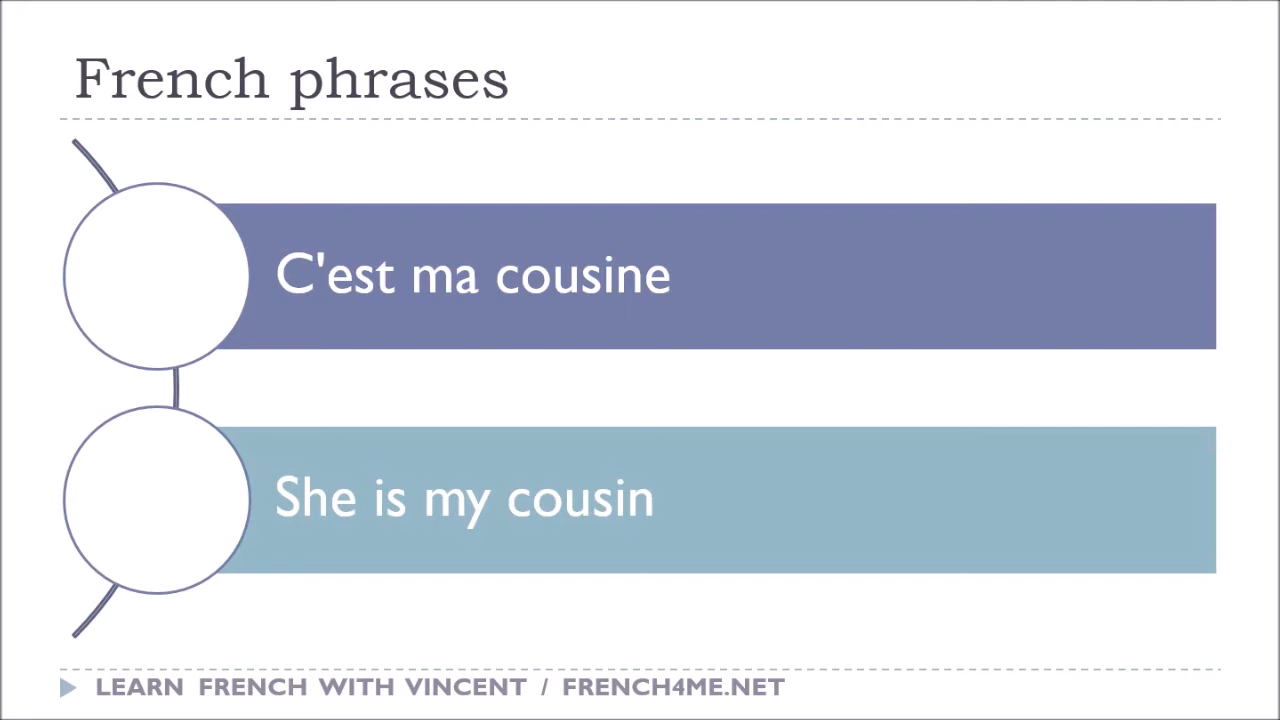 French phrases
C'est ma cousine
She is my cousin
LEARN FRENCH WITH VINCENT / FRENCH4ME.NET